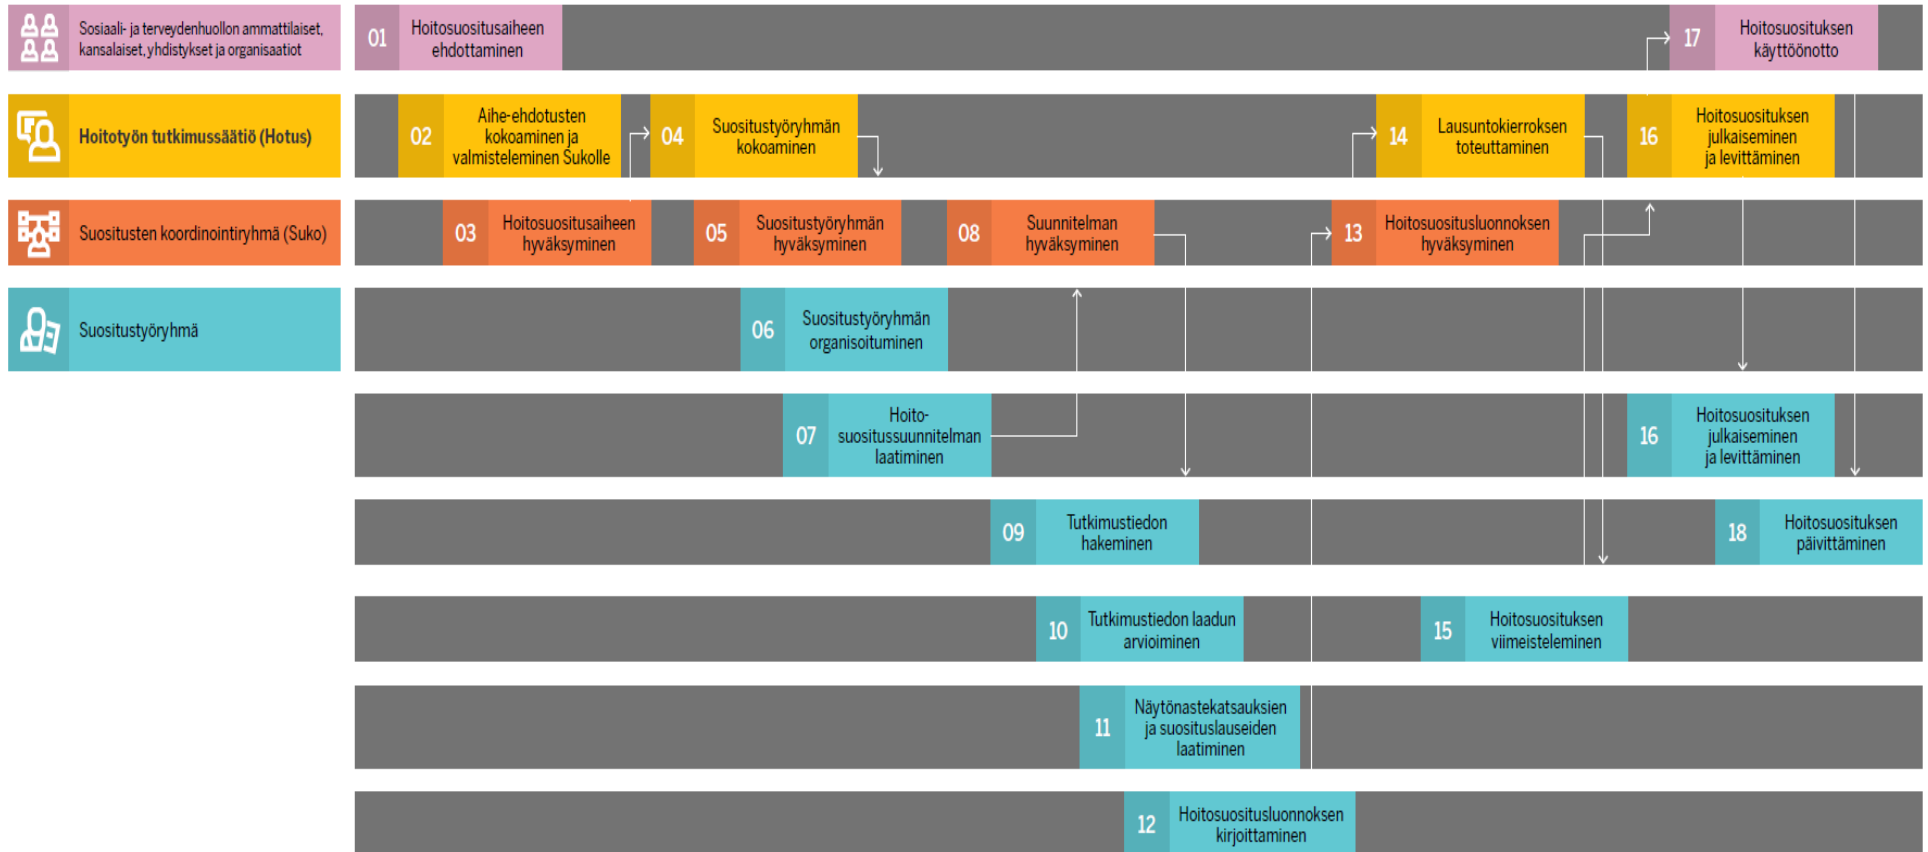 Sosiaali- ja terveydenhuollon ammattilaiset,
kansalaiset, yhdistykset ja organisaatiot
01
Hoitosuositusaiheen
ehdottaminen
17
Hoitosuosituksen
käyttöönotto
Hoitotyön tutkimussäätiö (Hotus)
02
Aihe-ehdotusten
kokoaminen ja
valmisteleminen Sukolle
04
Suositustyöryhmän
kokoaminen
14
Lausuntokierroksen
toteuttaminen
16
Hoitosuosituksen
julkaiseminen
ja levittäminen
Suositusten koordinointiryhmä (Suko)
03
Hoitosuositusaiheen
hyväksyminen
05
Suositustyöryhmän
hyväksyminen
08
Suunnitelman
hyväksyminen
13
Hoitosuositusluonnoksen
hyväksyminen
Suositustyöryhmä
06
Suositustyöryhmän
organisoituminen
07
Hoito-
suositussuunnitelman
laatiminen
16
Hoitosuosituksen
julkaiseminen
ja levittäminen
09
Tutkimustiedon
hakeminen
18
Hoitosuosituksen
päivittäminen
10
Tutkimustiedon laadun
arvioiminen
15
Hoitosuosituksen
viimeisteleminen
11
Näytönastekatsauksien
ja suosituslauseiden
laatiminen
12
Hoitosuositusluonnoksen
kirjoittaminen